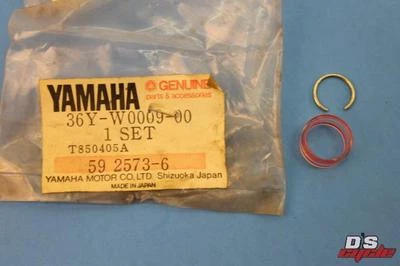 YAMAHA GENUINE
parts & accessories
36Y-W0009-00
1 SET
T850405A
59 2573-6
YAMAHA MOTOR CO., LTD. Shizuoka Japan
MADE IN JAPAN
D's
cycle